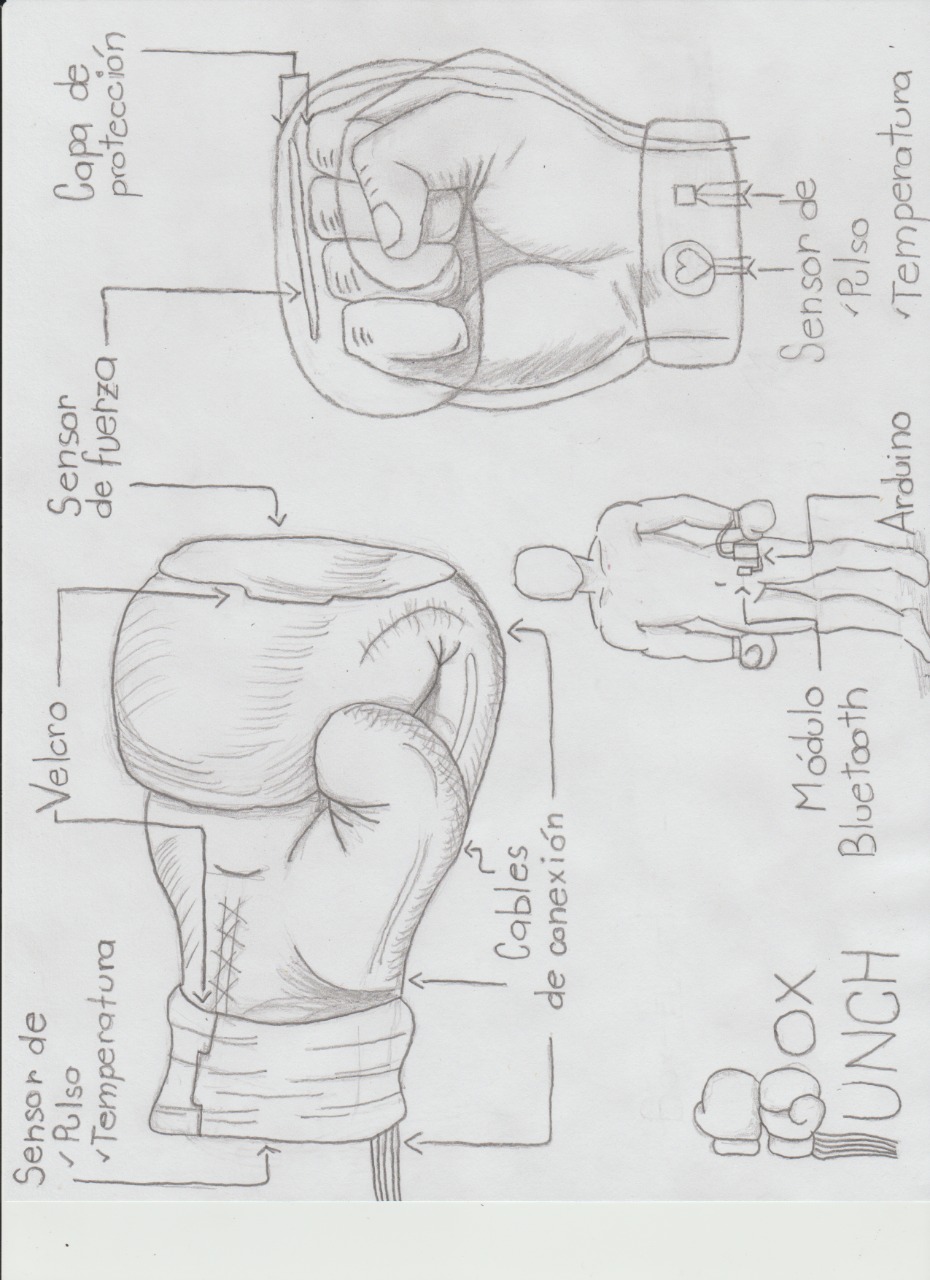 Sensor de
✓ Pulso
✓ Temperatura
Velcro
Sensor
de fuerza
Capa de
protección
Cables
de conexión
OX
UNCH
Módulo
Bluetooth
Arduino
Sensor de
✓ Pulso
✓ Temperatura